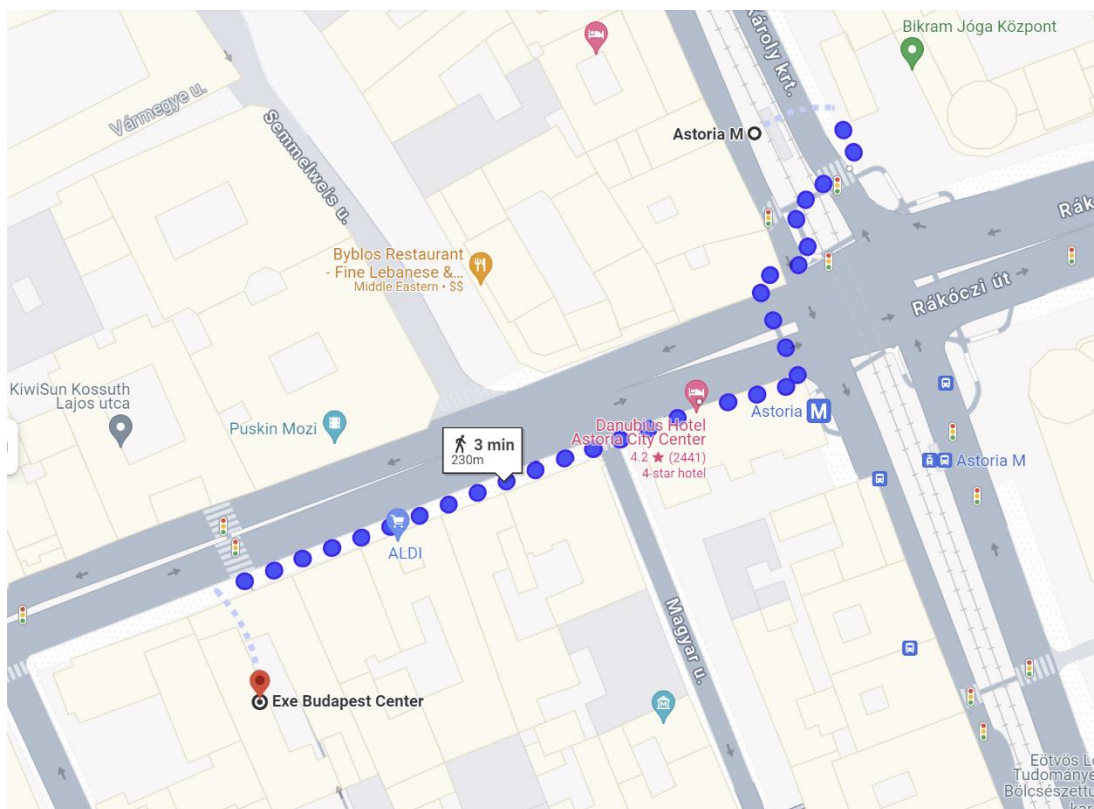 Károly krt.
Bikram Jóga Központ
Vármegye u.
Semmelweis u.
Astoria M
Byblos Restaurant
- Fine Lebanese &...
Middle Eastern • $$
Rákóczi út
KiwiSun Kossuth
Lajos utca
Puskin Mozi
3 min
230m
Danubius Hotel
Astoria City Center
4.2 ★ (2441)
4-star hotel
Astoria M
Astoria M
ALDI
Magyar u.
Exe Budapest Center
Eötvös L
Tudománye
Bölcsészettu